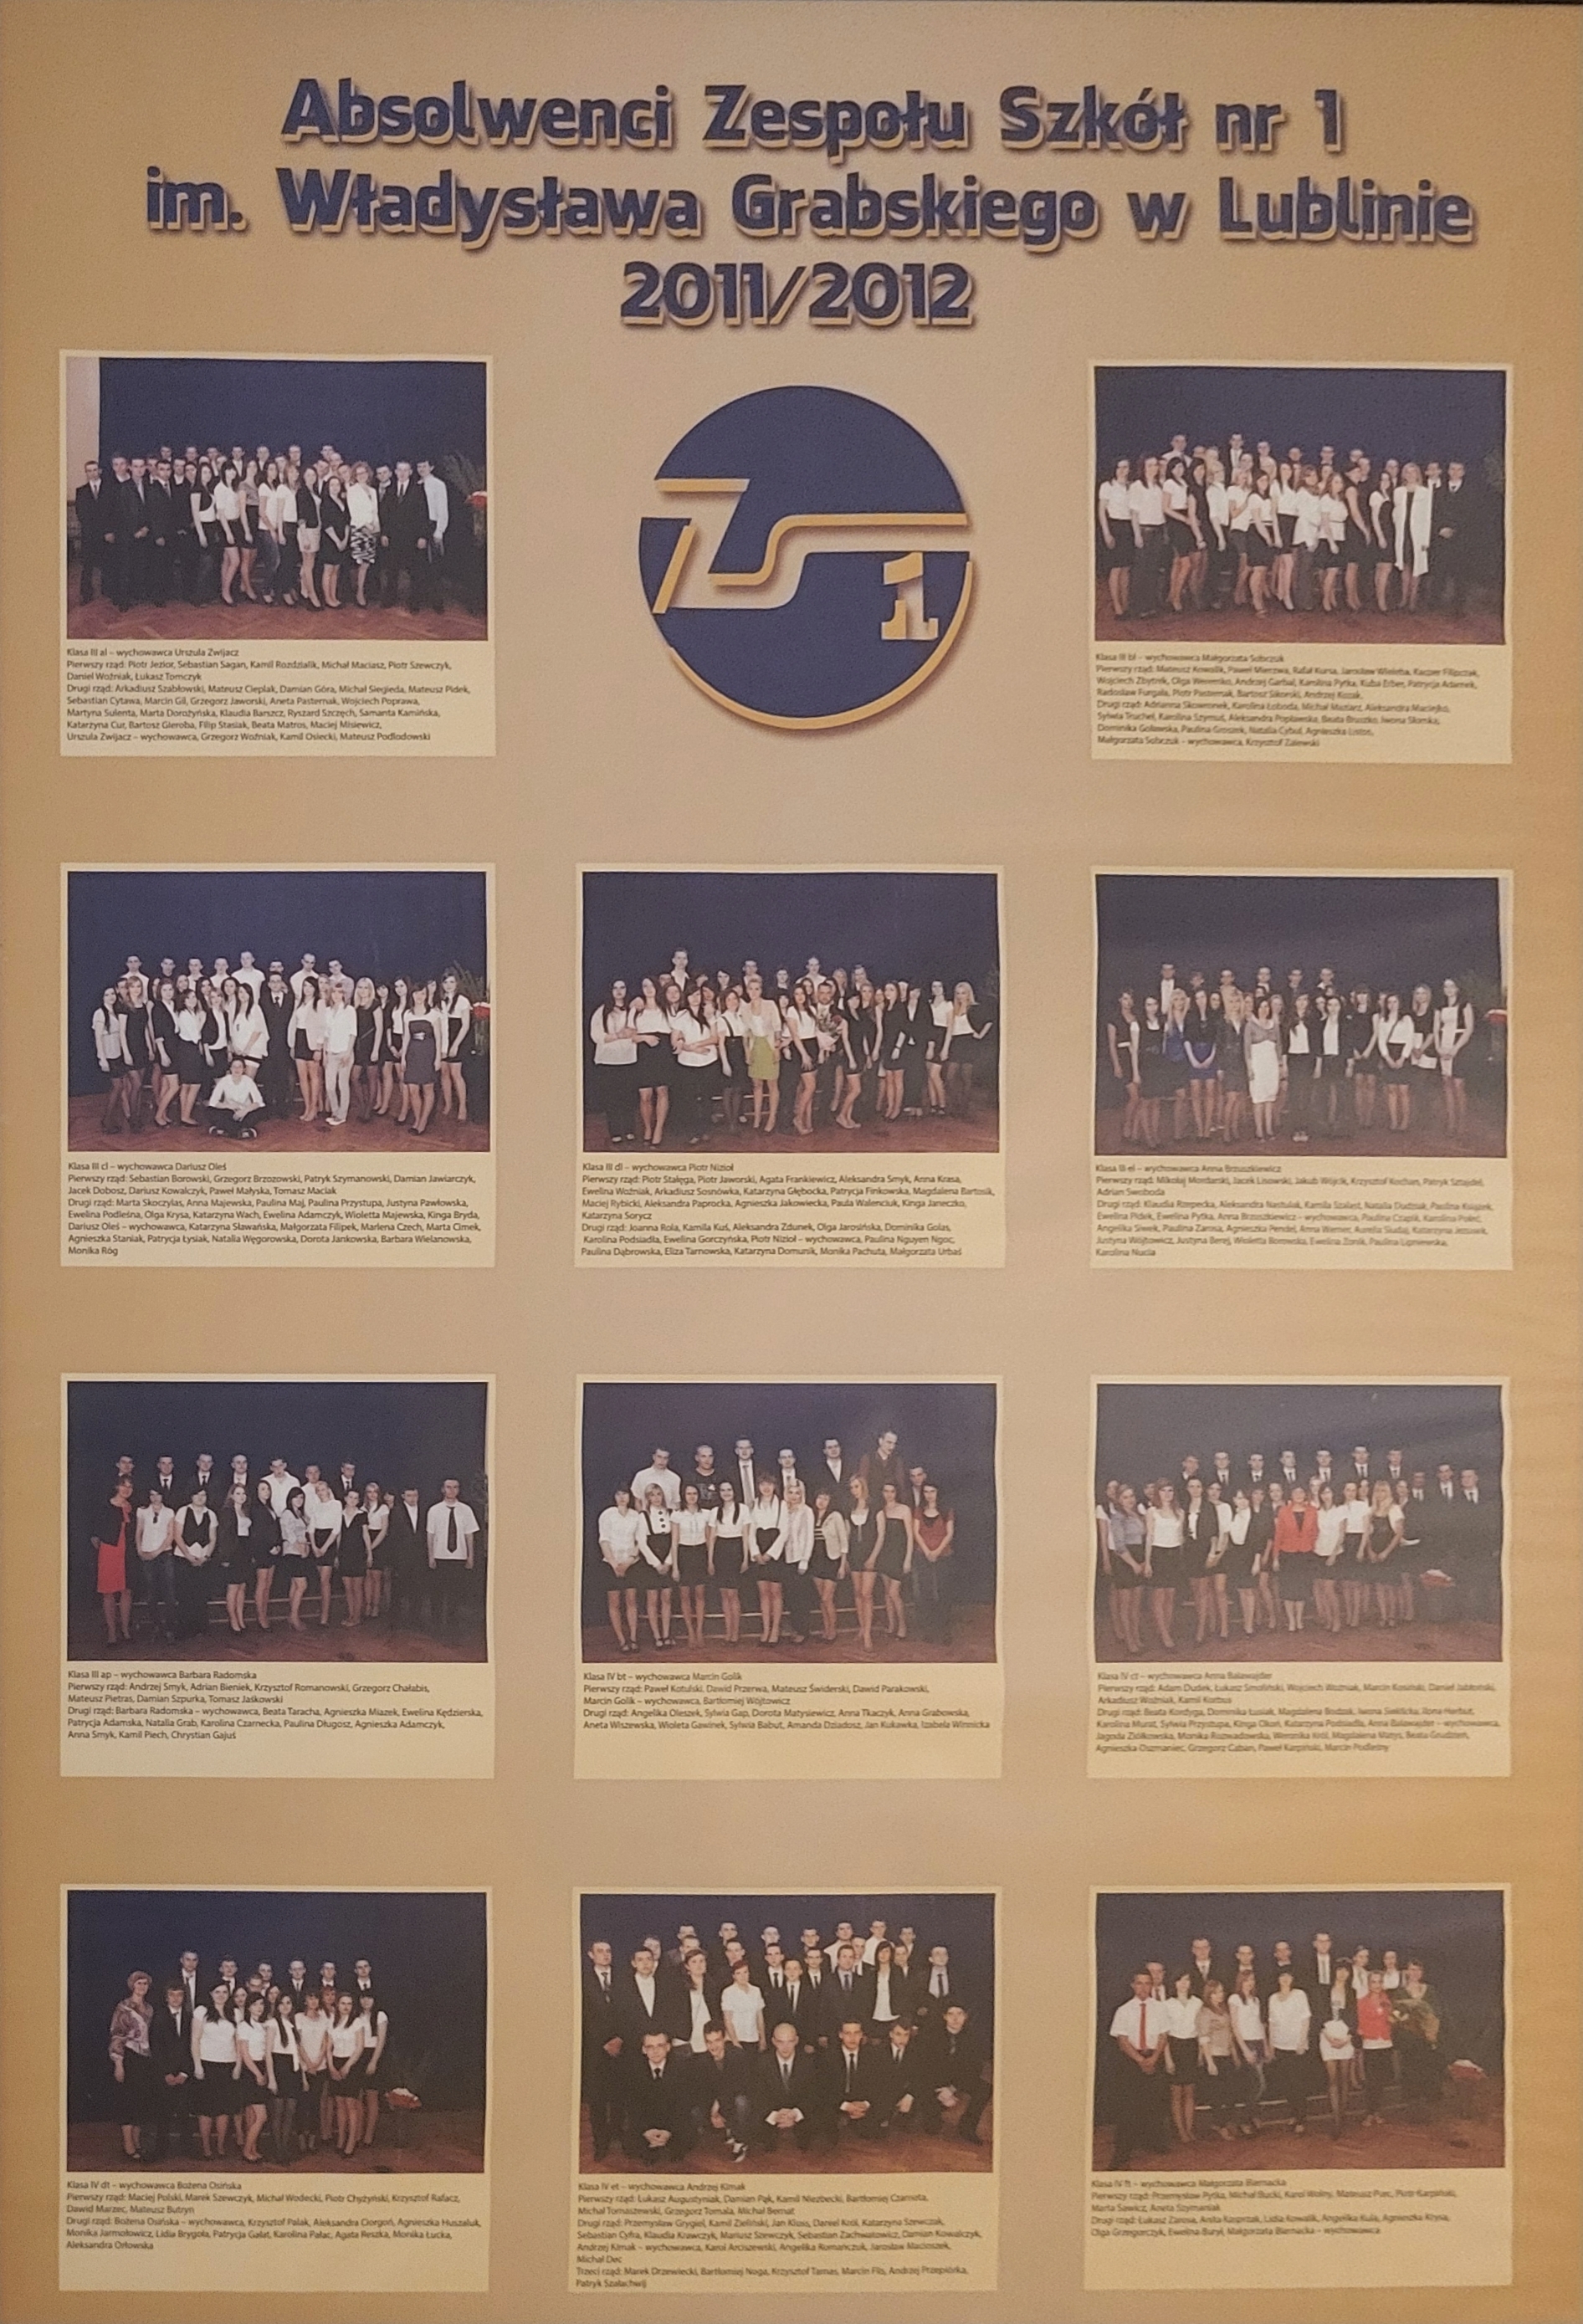 Absolwenci Zespołu Szkół nr 1
im. Władysława Grabskiego w Lublinie
2011/2012
ZS 1
Klasa III al – wychowawca Urszula Zwijacz
Pierwszy rząd: Piotr Jezior, Sebastian Sagan, Kamil Rozdzialik, Michał Maciasz, Piotr Szewczyk,
Daniel Woźniak, Łukasz Tomczyk
Drugi rząd: Arkadiusz Szabłowski, Mateusz Cieplak, Damian Góra, Michał Siegieda, Mateusz Pidek,
Sebastian Cytawa, Marcin Gil, Grzegorz Jaworski, Aneta Pasternak, Wojciech Poprawa,
Martyna Sulenta, Marta Dorożyńska, Klaudia Barszcz, Ryszard Szczęch, Samanta Kamińska,
Katarzyna Cur, Bartosz Gieroba, Filip Stasiak, Beata Matros, Maciej Misiewicz,
Urszula Zwijacz – wychowawca, Grzegorz Woźniak, Kamil Osiecki, Mateusz Podlodowski
Klasa III bl – wychowawca Małgorzata Sobczuk
Pierwszy rząd: Mateusz Kowalik, Paweł Mierzwa, Rafał Kursa, Jarosław Wioletta, Kacper Filipczak,
Wojciech Zbytek, Olga Weremko, Andrzej Garbal, Karolina Pytka, Kuba Erber, Patrycja Adamek,
Radosław Furgała, Piotr Pasternak, Bartosz Sikorski, Andrzej Kozak,
Drugi rząd: Adrianna Skowronek, Karolina Łoboda, Michał Maziarz, Aleksandra Maciejko,
Sylwia Truchel, Karolina Szymuś, Aleksandra Popławska, Beata Bruszko, Iwona Słomka,
Dominika Goławska, Paulina Groszek, Natalia Cybul, Agnieszka Listos,
Małgorzata Sobczuk – wychowawca, Krzysztof Zalewski
Klasa III cl – wychowawca Dariusz Oleś
Pierwszy rząd: Sebastian Borowski, Grzegorz Brzozowski, Patryk Szymanowski, Damian Jawiarczyk,
Jacek Dobosz, Dariusz Kowalczyk, Paweł Małyska, Tomasz Maciak
Drugi rząd: Marta Skoczylas, Anna Majewska, Paulina Maj, Paulina Przystupa, Justyna Pawłowska,
Ewelina Podleśna, Olga Krysa, Katarzyna Wach, Ewelina Adamczyk, Wioletta Majewska, Kinga Bryda,
Dariusz Oleś – wychowawca, Katarzyna Sławańska, Małgorzata Filipek, Marlena Czech, Marta Cimek,
Agnieszka Staniak, Patrycja Łysiak, Natalia Węgorowska, Dorota Jankowska, Barbara Wielanowska,
Monika Róg
Klasa III dl – wychowawca Piotr Nizioł
Pierwszy rząd: Piotr Stałęga, Piotr Jaworski, Agata Frankiewicz, Aleksandra Smyk, Anna Krasa,
Ewelina Woźniak, Arkadiusz Sosnówka, Katarzyna Głębocka, Patrycja Finkowska, Magdalena Bartosik,
Maciej Rybicki, Aleksandra Paprocka, Agnieszka Jakowiecka, Paula Walenciuk, Kinga Janeczko,
Katarzyna Sorycz
Drugi rząd: Joanna Rola, Kamila Kuś, Aleksandra Zdunek, Olga Jarosińska, Dominika Golas,
Karolina Podsiadła, Ewelina Gorczyńska, Piotr Nizioł – wychowawca, Paulina Nguyen Ngoc,
Paulina Dąbrowska, Eliza Tarnowska, Katarzyna Domunik, Monika Pachuta, Małgorzata Urbaś
Klasa III el – wychowawca Anna Brzuszkiewicz
Pierwszy rząd: Mikołaj Mordarski, Jacek Lisowski, Jakub Wójcik, Krzysztof Kochan, Patryk Sztajdel,
Adrian Swoboda
Drugi rząd: Klaudia Rzepecka, Aleksandra Nastulak, Kamila Szalast, Natalia Dudziak, Paulina Książek,
Ewelina Pidek, Ewelina Pytka, Anna Brzuszkiewicz – wychowawca, Paulina Czapik, Karolina Połeć,
Angelika Siwek, Paulina Zarosa, Agnieszka Pendel, Anna Wiercioc, Aurelia Siudaj, Katarzyna
Justyna Wójtowicz, Justyna Berej, Wioletta Borowska, Ewelina Żonik, Paulina Lipniewska,
Karolina Nucia
Klasa III ap – wychowawca Barbara Radomska
Pierwszy rząd: Andrzej Smyk, Adrian Bieniek, Krzysztof Romanowski, Grzegorz Chałabis,
Mateusz Pietras, Damian Szpurka, Tomasz Jaśkowski
Drugi rząd: Barbara Radomska – wychowawca, Beata Taracha, Agnieszka Miazek, Ewelina Kędzierska,
Patrycja Adamska, Natalia Grab, Karolina Czarnecka, Paulina Długosz, Agnieszka Adamczyk,
Anna Smyk, Kamil Piech, Chrystian Gajuś
Klasa IV bt – wychowawca Marcin Golik
Pierwszy rząd: Paweł Kotulski, Dawid Przerwa, Mateusz Świderski, Dawid Parakowski,
Marcin Golik – wychowawca, Bartłomiej Wójtowicz
Drugi rząd: Angelika Oleszek, Sylwia Gap, Dorota Matysiewicz, Anna Tkaczyk, Anna Grabowska,
Aneta Wiszewska, Wioleta Gawinek, Sylwia Babut, Amanda Dziadosz, Jan Kukawka, Izabela Winnicka
Klasa IV ct – wychowawca Anna Balawajder
Pierwszy rząd: Adam Dudek, Łukasz Smoliński, Wojciech Woźniak, Marcin Kosiński, Daniel Jabłoński,
Arkadiusz Woźniak, Kamil Korbus
Drugi rząd: Beata Kordyga, Dominika Łusiak, Magdalena Bodziak, Iwona Siwidcka, Ilona Herbut,
Karolina Murat, Sylwia Przystupa, Kinga Okoń, Katarzyna Podsiadła, Anna Balawajder – wychowawca,
Jagoda Ziółkowska, Monika Rozwadowska, Weronika Król, Magdalena Matys, Beata Grudzień,
Agnieszka Oszmaniec, Grzegorz Caban, Paweł Karpiński, Marcin Podleśny
Klasa IV dt – wychowawca Bożena Osińska
Pierwszy rząd: Maciej Polski, Marek Szewczyk, Michał Wodecki, Piotr Chyżyński, Krzysztof Rafacz,
Dawid Marzec, Mateusz Butryn
Drugi rząd: Bożena Osińska – wychowawca, Krzysztof Palak, Aleksandra Oorgoń, Agnieszka Huszaluk,
Monika Jarmołowicz, Lidia Brygoła, Patrycja Gałat, Karolina Pałac, Agata Reszka, Monika Łucka,
Aleksandra Orłowska
Klasa IV et – wychowawca Andrzej Kimak
Pierwszy rząd: Łukasz Augustyniak, Damian Pąk, Kamil Niezbecki, Bartłomiej Czarnota,
Michał Tomaszewski, Grzegorz Tomala, Michał Bernat
Drugi rząd: Przemysław Grygiel, Kamil Zieliński, Jan Kloss, Daniel Król, Katarzyna Szewczak,
Sebastian Cyfra, Klaudia Krawczyk, Mariusz Szewczyk, Sebastian Zachwatowicz, Damian Kowalczyk,
Andrzej Kimak – wychowawca, Karol Arciszewski, Angelika Romańczuk, Jarosław Macioszek,
Michał Dec
Trzeci rząd: Marek Drzewiecki, Bartłomiej Noga, Krzysztof Tarnas, Marcin Flis, Andrzej Przepiórka,
Patryk Szałachwij
Klasa IV ft – wychowawca Małgorzata Biernacka
Pierwszy rząd: Przemysław Pytka, Michał Bucki, Karol Wolny, Mateusz Purc, Piotr Karpiński,
Marta Sawicz, Aneta Szymaniak
Drugi rząd: Łukasz Zarosa, Anita Kasprzak, Lidia Kowalik, Angelika Kula, Agnieszka Krysa,
Olga Grzegorczyk, Ewelina Burył, Małgorzata Biernacka – wychowawca